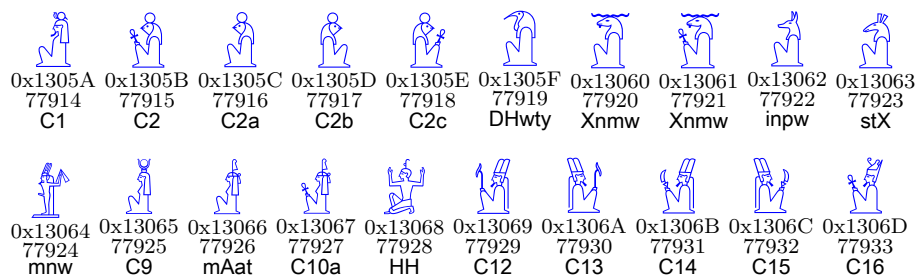 0x1305A 0x1305B 0x1305C 0x1305D 0x1305E 0x1305F 0x13060 0x13061 0x13062 0x13063
77914 77915 77916 77917 77918 77919 77920 77921 77922 77923
C1 C2 C2a C2b C2c DHwty Xnmw Xnmw inpw stX
0x13064 0x13065 0x13066 0x13067 0x13068 0x13069 0x1306A 0x1306B 0x1306C 0x1306D
77924 77925 77926 77927 77928 77929 77930 77931 77932 77933
mnw C9 mAat C10a HH C12 C13 C14 C15 C16